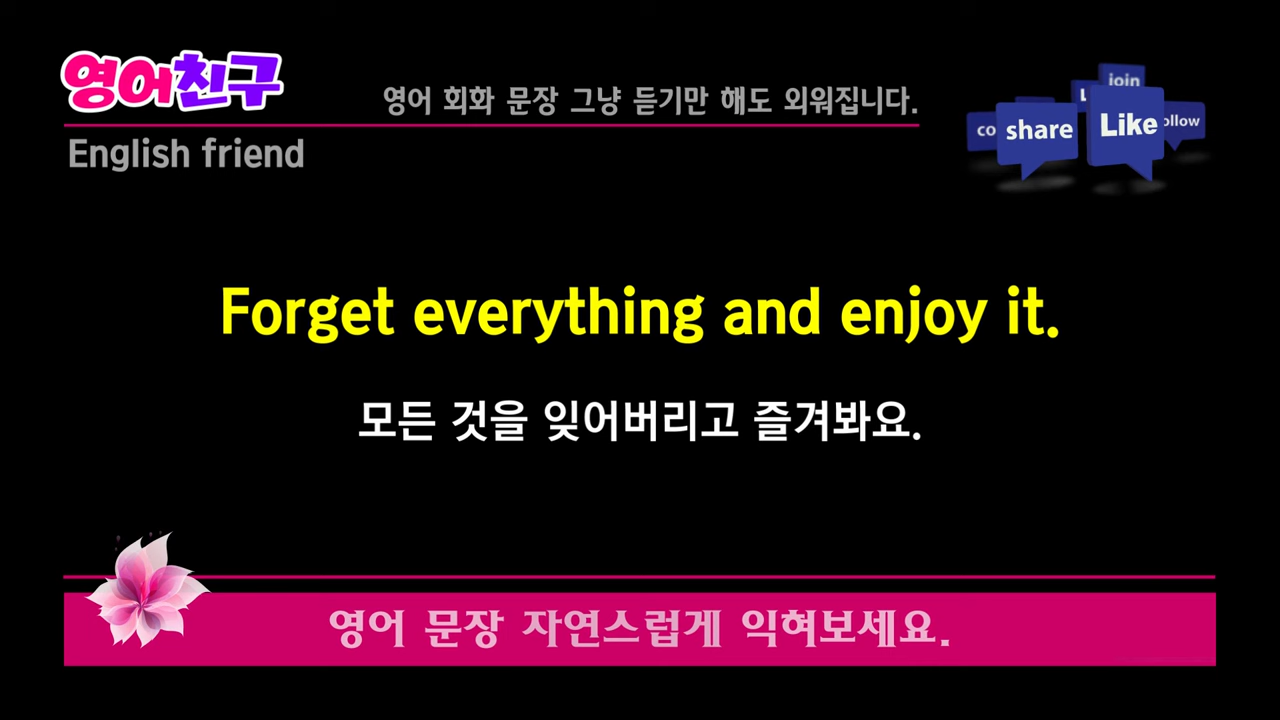 영어친구
영어 회화 문장 그냥 듣기만 해도 외워집니다.
English friend
join
share
Like
Forget everything and enjoy it.
모든 것을 잊어버리고 즐겨봐요.
영어 문장 자연스럽게 익혀보세요.